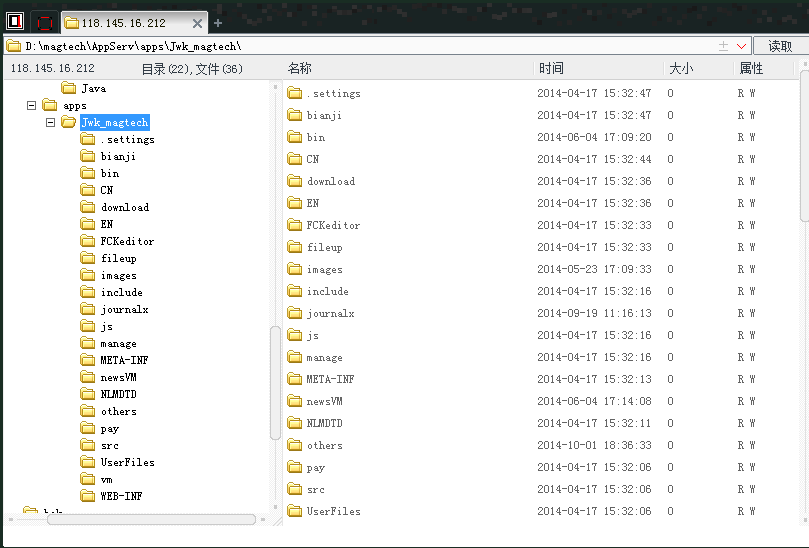 118.145.16.212
D:\magtech\AppServ\apps\Jwk_magtech\
读取
118.145.16.212 目录(22),文件(36)
名称 时间 大小 属性
Java
apps
Jwk_magtech
.settings
bianji
bin
CN
download
EN
FCKeditor
fileup
images
include
journalx
js
manage
META-INF
newsVM
NLMDTD
others
pay
src
UserFiles
vm
WEB-INF
.settings 2014-04-17 15:32:47 0 R W
bianji 2014-04-17 15:32:47 0 R W
bin 2014-06-04 17:09:20 0 R W
CN 2014-04-17 15:32:44 0 R W
download 2014-04-17 15:32:36 0 R W
EN 2014-04-17 15:32:36 0 R W
FCKeditor 2014-04-17 15:32:33 0 R W
fileup 2014-04-17 15:32:33 0 R W
images 2014-05-23 17:09:33 0 R W
include 2014-04-17 15:32:16 0 R W
journalx 2014-09-19 11:16:13 0 R W
js 2014-04-17 15:32:16 0 R W
manage 2014-04-17 15:32:16 0 R W
META-INF 2014-04-17 15:32:13 0 R W
newsVM 2014-06-04 17:14:08 0 R W
NLMDTD 2014-04-17 15:32:11 0 R W
others 2014-10-01 18:36:33 0 R W
pay 2014-04-17 15:32:06 0 R W
src 2014-04-17 15:32:06 0 R W
UserFiles 2014-04-17 15:32:06 0 R W